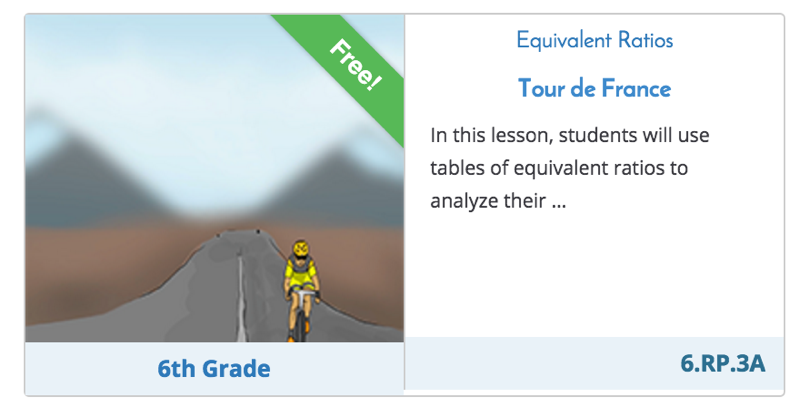 Free!
6th Grade
Equivalent Ratios
Tour de France
In this lesson, students will use
tables of equivalent ratios to
analyze their ...
6.RP.3A